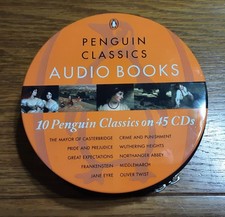 PENGUIN
CLASSICS
AUDIO BOOKS
10 Penguin Classics on 45 CDs
THE MAYOR OF CASTERBRIDGE CRIME AND PUNISHMENT
PRIDE AND PREJUDICE WUTHERING HEIGHTS
GREAT EXPECTATIONS NORTHANGER ABBEY
FRANKENSTEIN MIDDLEMARCH
JANE EYRE OLIVER TWIST